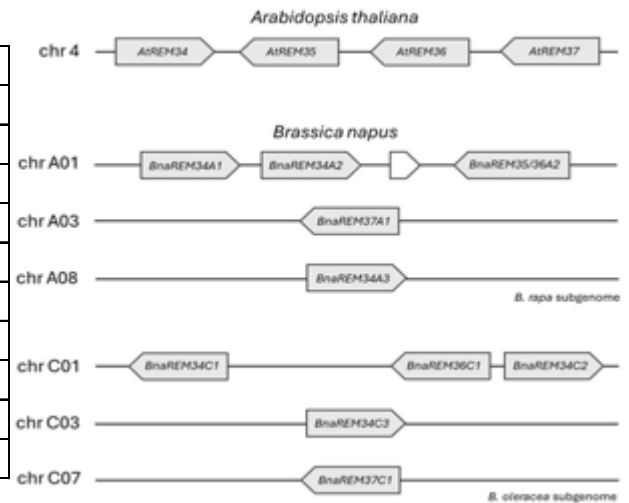 Arabidopsis thaliana
chr 4 AtREM34 AtREM35 AtREM36 AtREM37
Brassica napus
chr A01 BnaREM34A1 BnaREM34A2 BnaREM35/36A2
chr A03 BnaREM37A1
chr A08 BnaREM34A3
B. rapa subgenome
chr C01 BnaREM34C1 BnaREM36C1 BnaREM34C2
chr C03 BnaREM34C3
chr C07 BnaREM37C1
B. oleracea subgenome